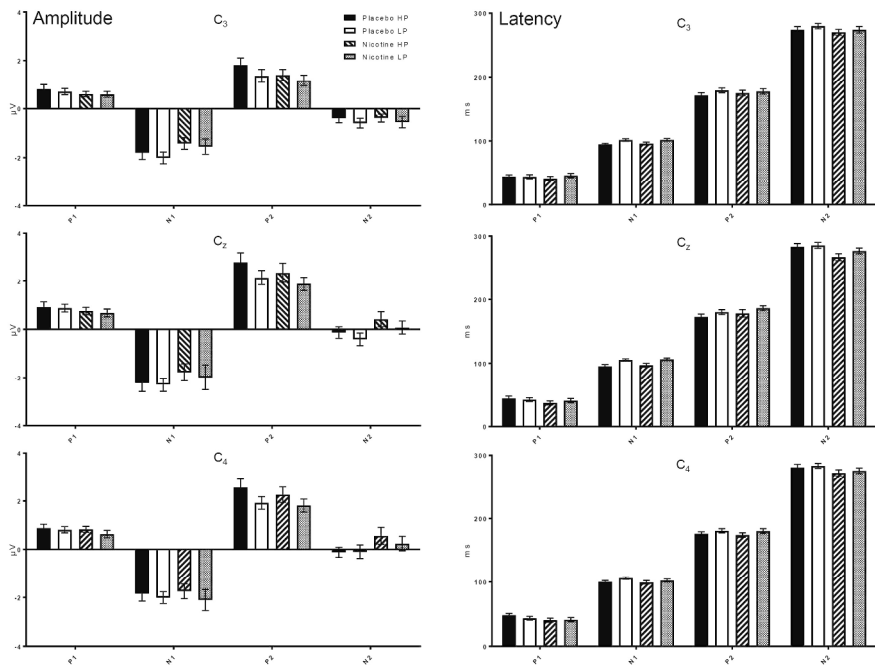 Amplitude
C3
Placebo HP
Placebo LP
Nicotine HP
Nicotine LP
4
2
0
-2
-4
µV
P1
N1
P2
N2
Cz
4
2
0
-2
-4
µV
P1
N1
P2
N2
C4
4
2
0
-2
-4
µV
P1
N1
P2
N2
Latency
C3
300
200
100
0
ms
P1
N1
P2
N2
Cz
300
200
100
0
ms
P1
N1
P2
N2
C4
300
200
100
0
ms
P1
N1
P2
N2